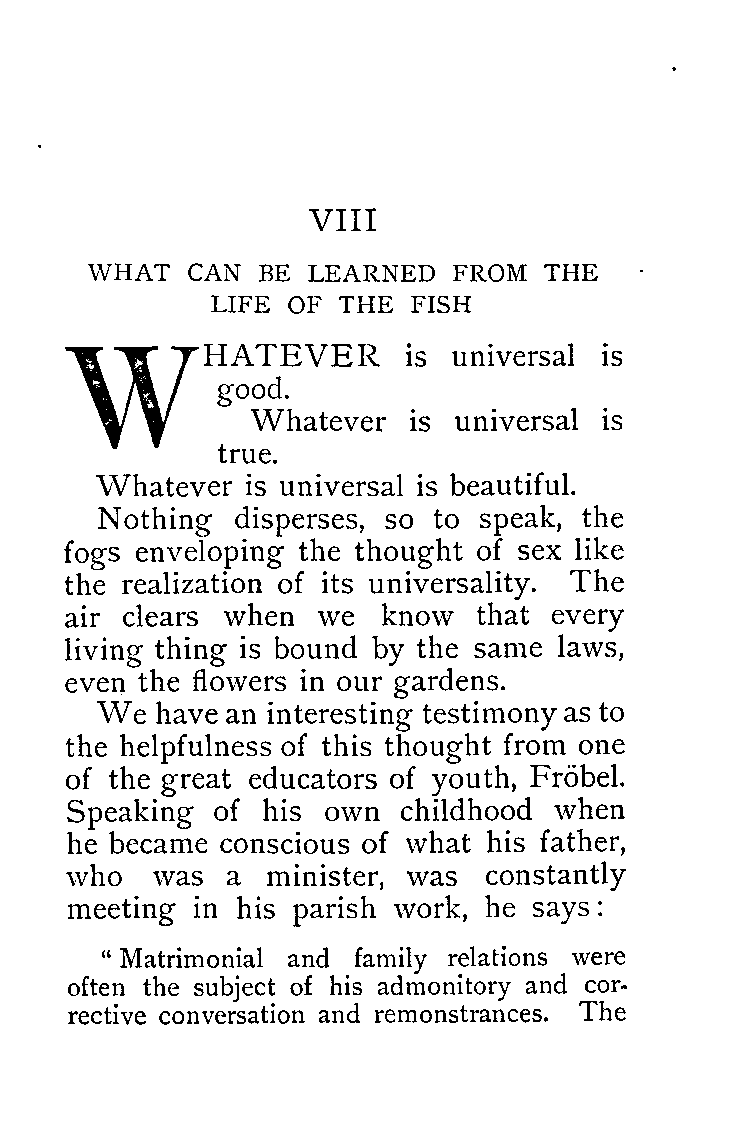 VIII
WHAT CAN BE LEARNED FROM THE
LIFE OF THE FISH
WHATEVER is universal is
good.
Whatever is universal is
true.
Whatever is universal is beautiful.
Nothing disperses, so to speak, the
fogs enveloping the thought of sex like
the realization of its universality. The
air clears when we know that every
living thing is bound by the same laws,
even the flowers in our gardens.
We have an interesting testimony as to
the helpfulness of this thought from one
of the great educators of youth, Fröbel.
Speaking of his own childhood when
he became conscious of what his father,
who was a minister, was constantly
meeting in his parish work, he says:
"Matrimonial and family relations were
often the subject of his admonitory and cor-
rective conversation and remonstrances. The